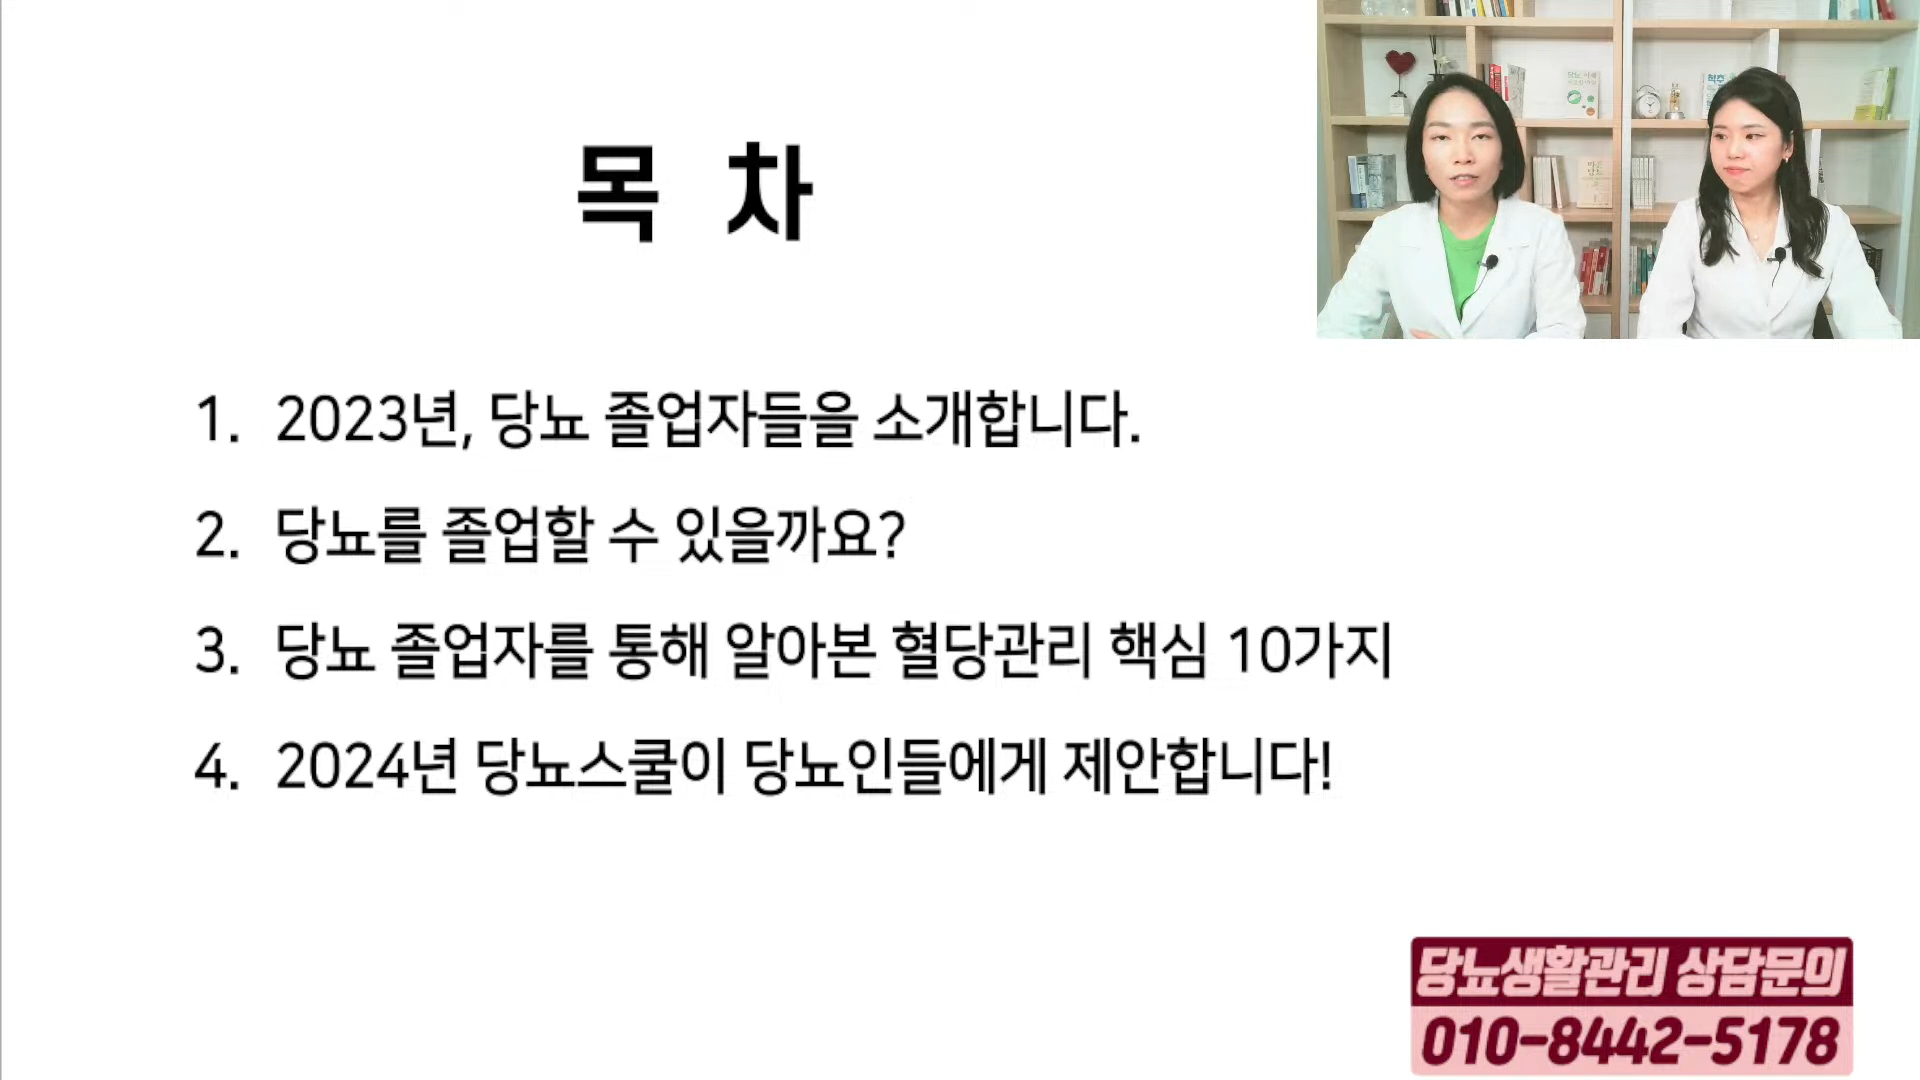 목 차
1. 2023년, 당뇨 졸업자들을 소개합니다.
2. 당뇨를 졸업할 수 있을까요?
3. 당뇨 졸업자를 통해 알아본 혈당관리 핵심 10가지
4. 2024년 당뇨스쿨이 당뇨인들에게 제안합니다!
당뇨생활관리 상담문의
010-8442-5178